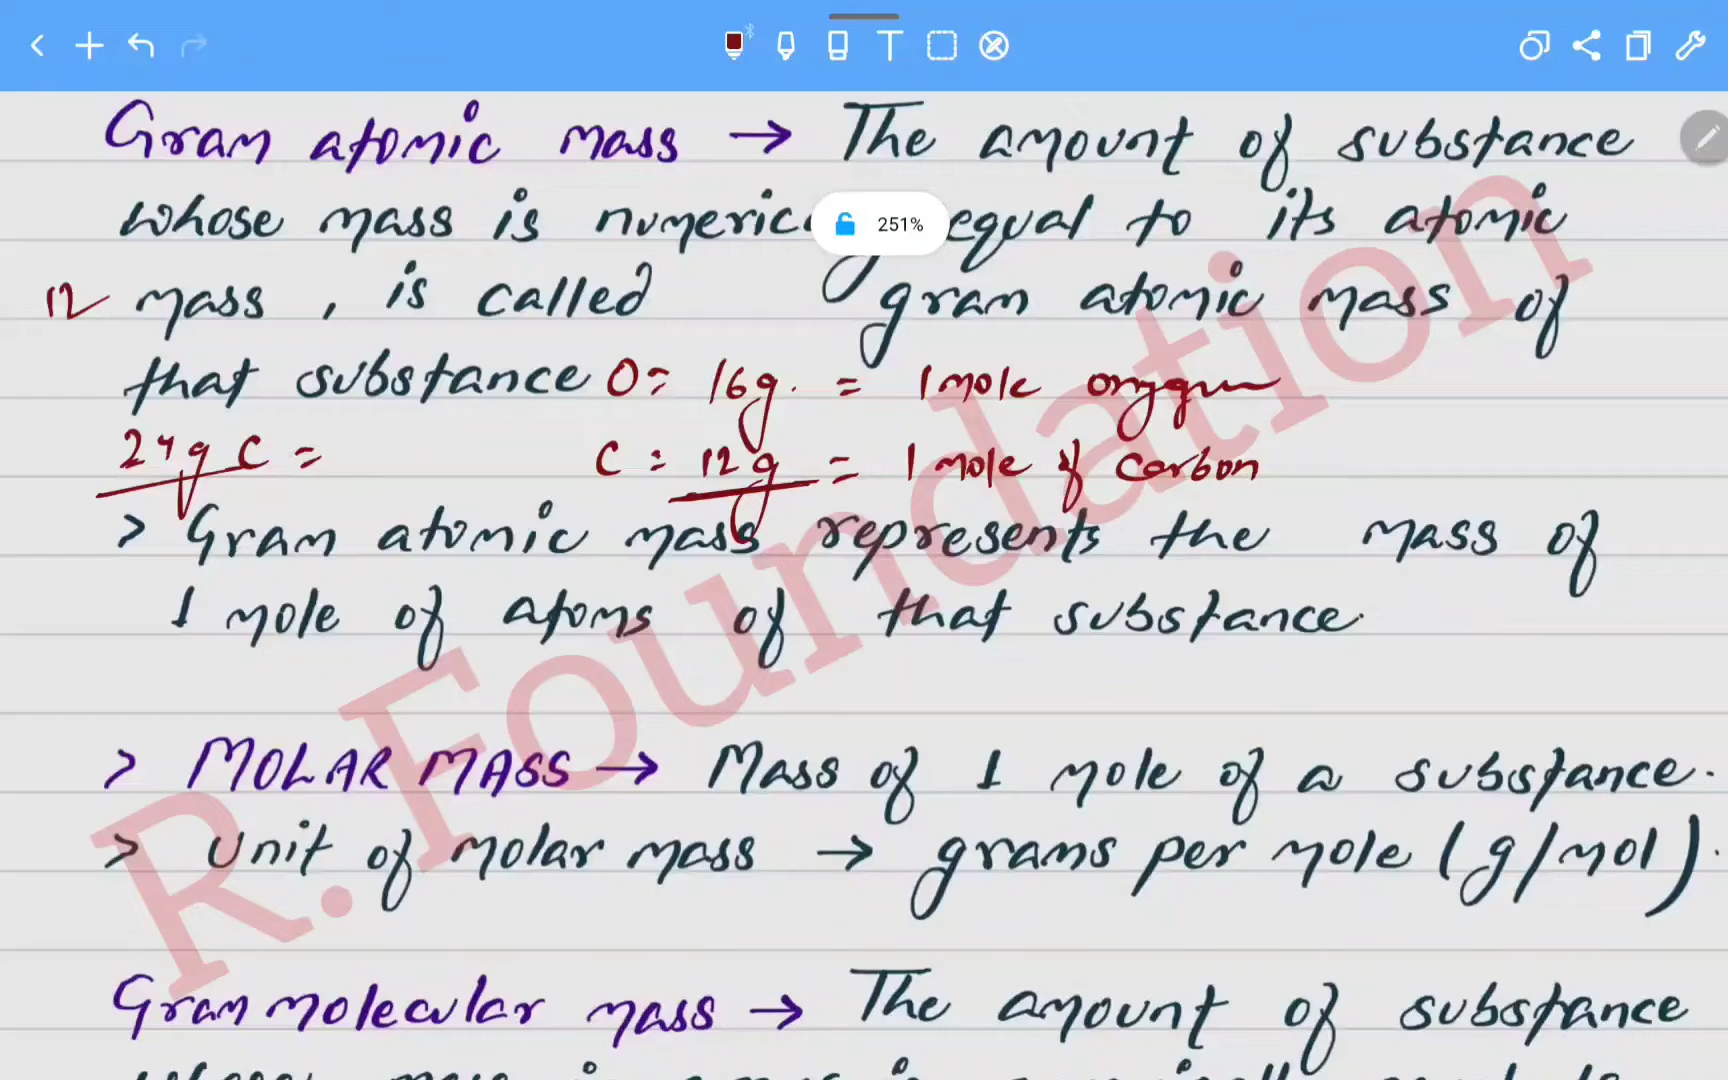 Gram atomic mass → The amount of substance
whose mass is numeric equal to its atomic
251%
12 mass, is called gram atomic mass of
that substance O = 16g. = 1 mole oxygen
24g C = C = 12g = 1 mole of Carbon
> Gram atomic mass represents the mass of
1 mole of atoms of that substance.
> MOLAR MASS → Mass of 1 mole of a substance.
> Unit of molar mass → grams per mole (g/mol).
Gram molecular mass → The amount of substance
R. Foundation